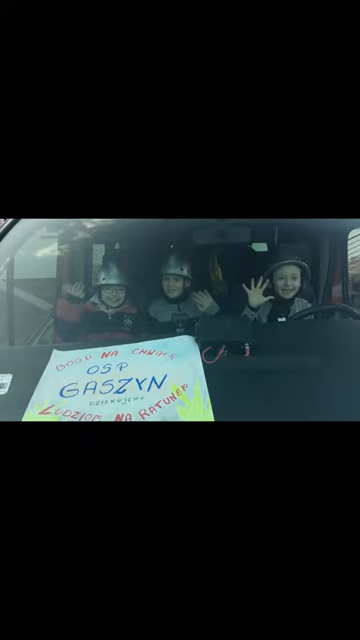 BOGU NA CHWAŁĘ
OSP
GASZYN
DZIĘKUJEMY
LUDZIOM NA RATUNEK